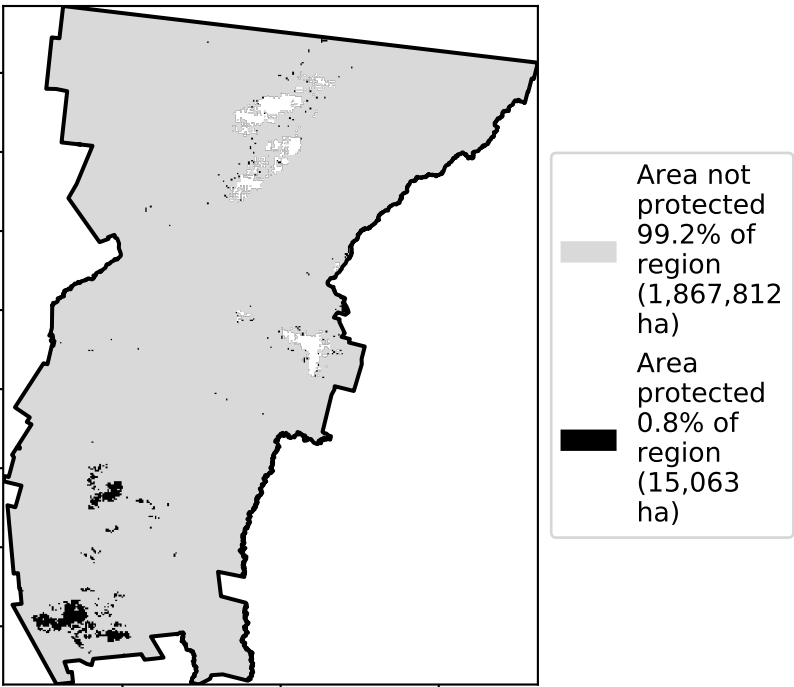 Area not
protected
99.2% of
region
(1,867,812
ha)
Area
protected
0.8% of
region
(15,063
ha)